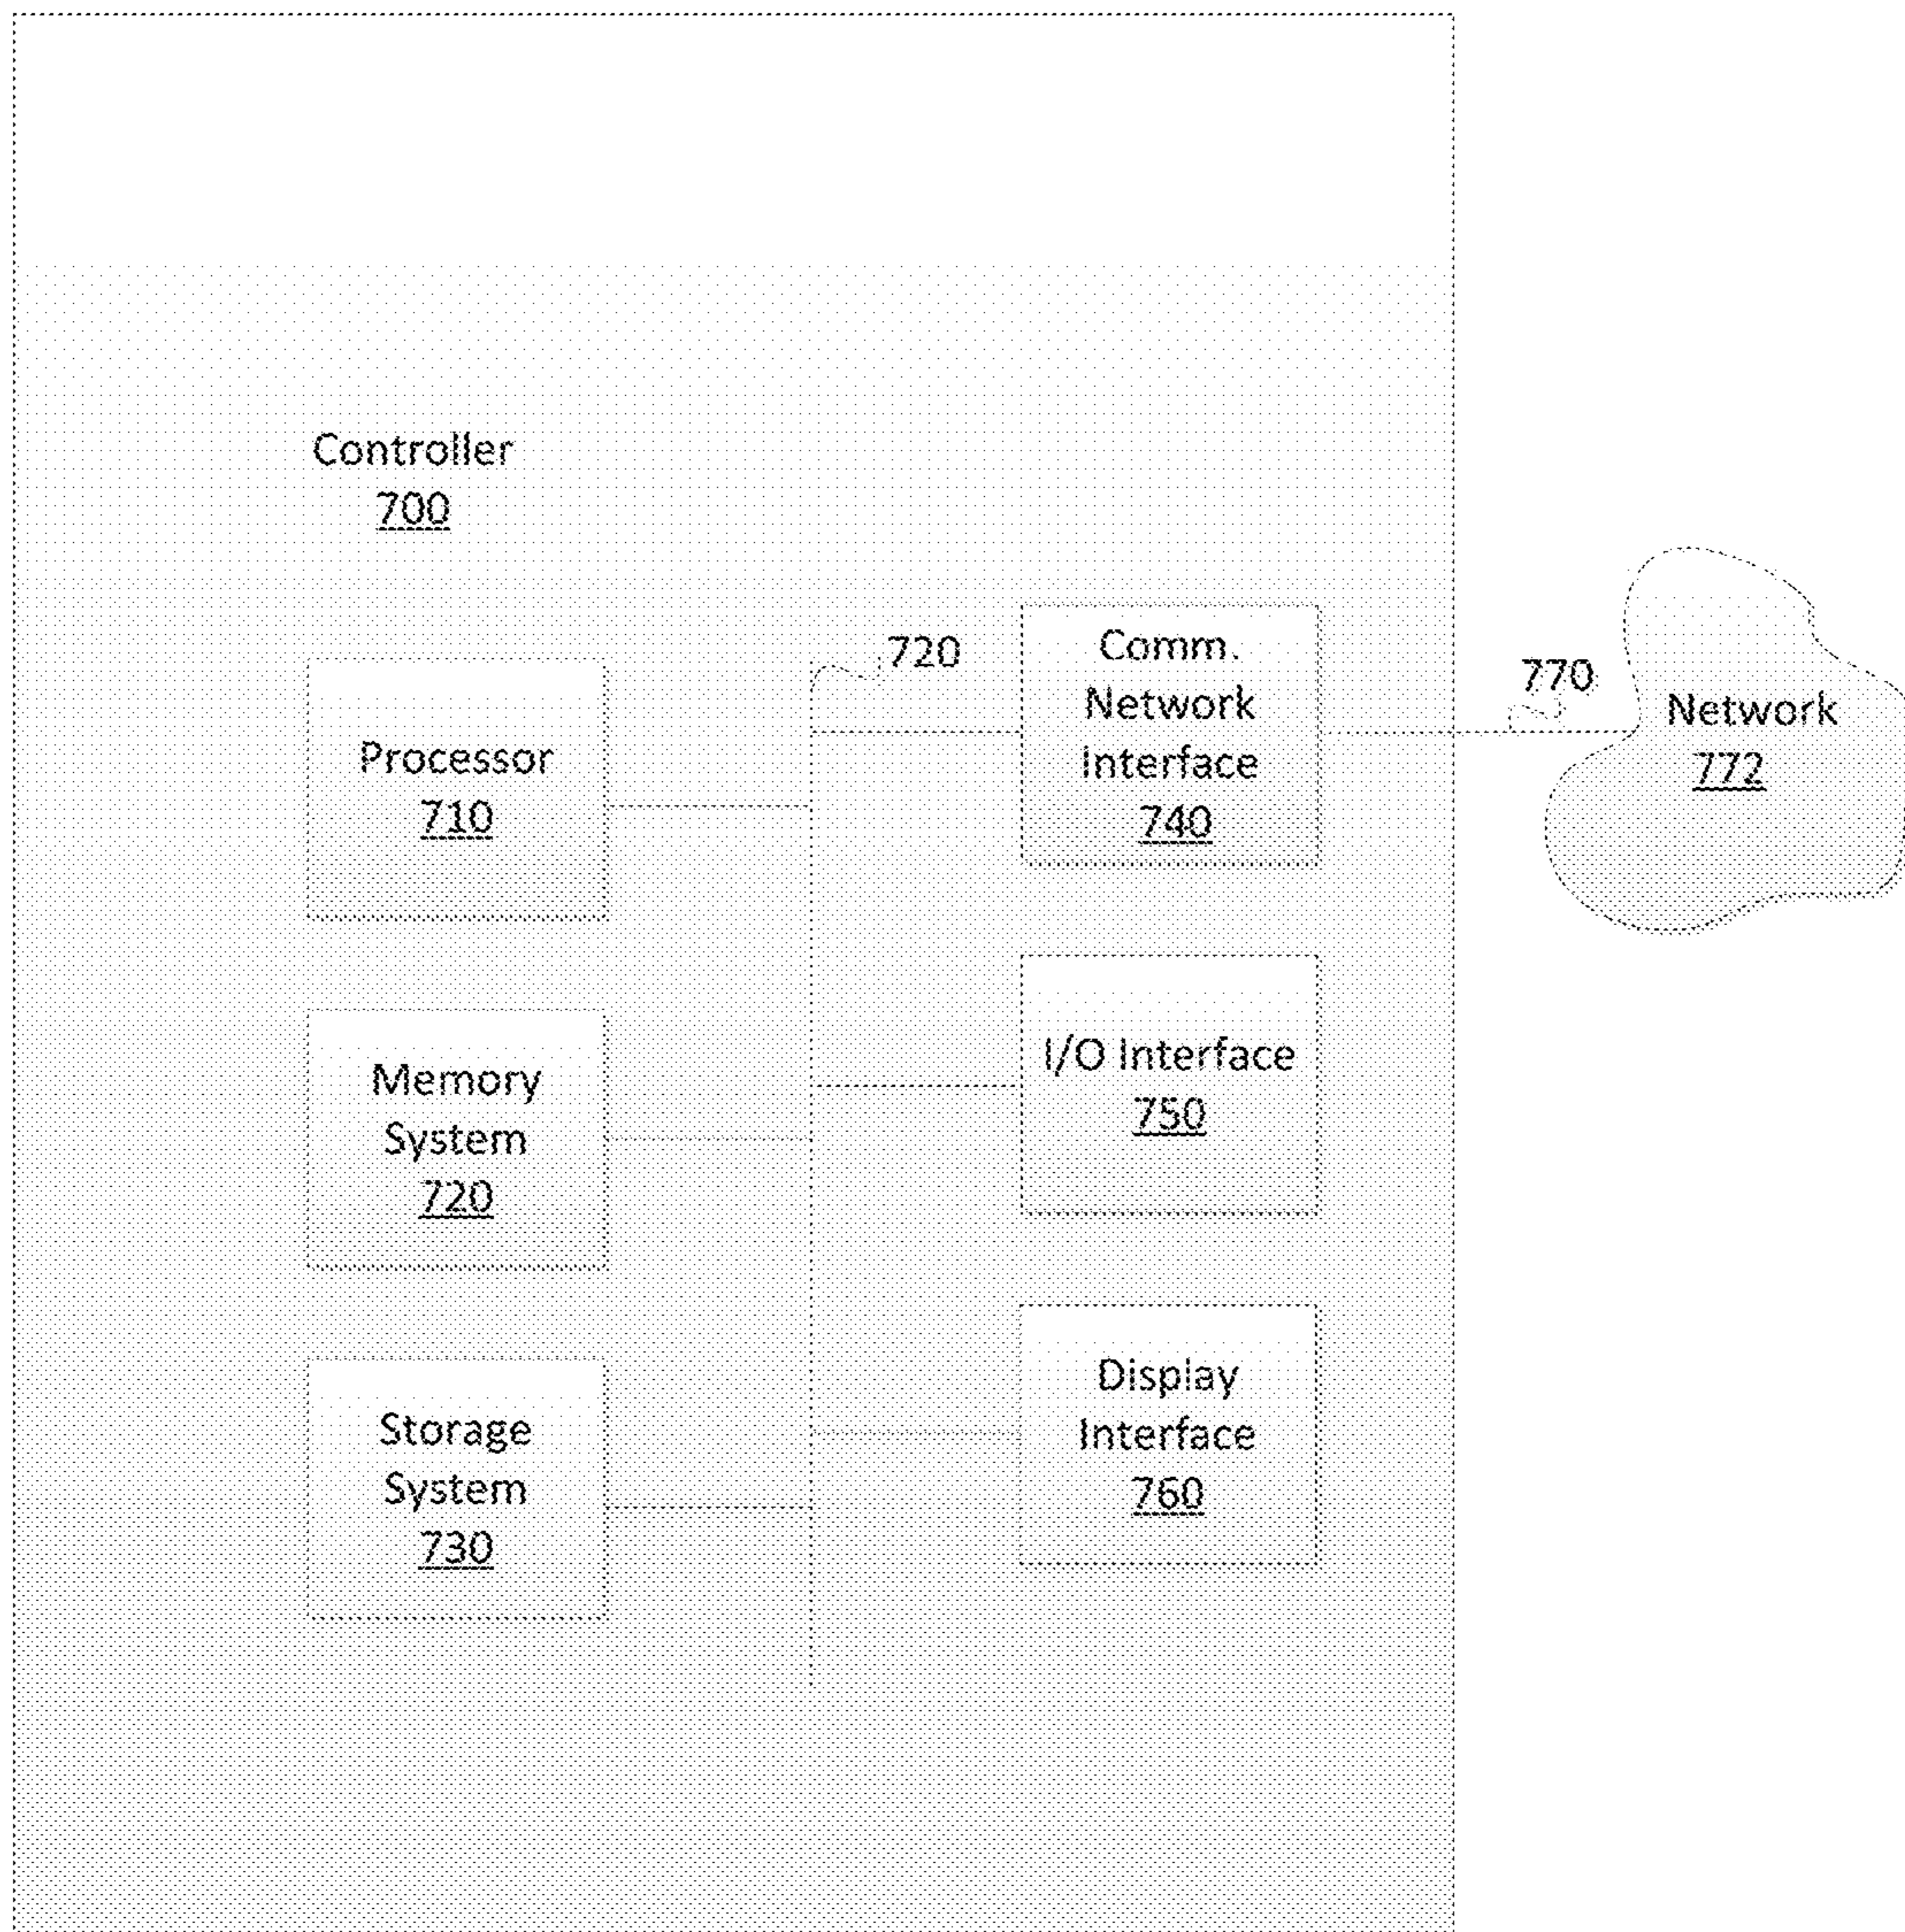 Controller
700
Processor
710
Memory
System
720
Storage
System
730
720
Comm.
Network
Interface
740
I/O Interface
750
Display
Interface
760
770
Network
772